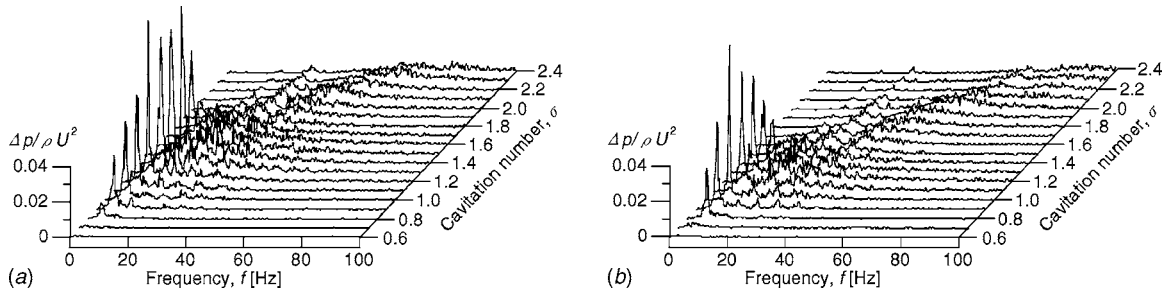 2.4
2.2
2.0
1.8
1.6
1.4
1.2
1.0
0.8
0.6
Cavitation number, σ
Δp/ρU²
0.04
0.02
0
0 20 40 60 80 100
Frequency, f [Hz]
(a)
2.4
2.2
2.0
1.8
1.6
1.4
1.2
1.0
0.8
0.6
Cavitation number, σ
Δp/ρU²
0.04
0.02
0
0 20 40 60 80 100
Frequency, f [Hz]
(b)